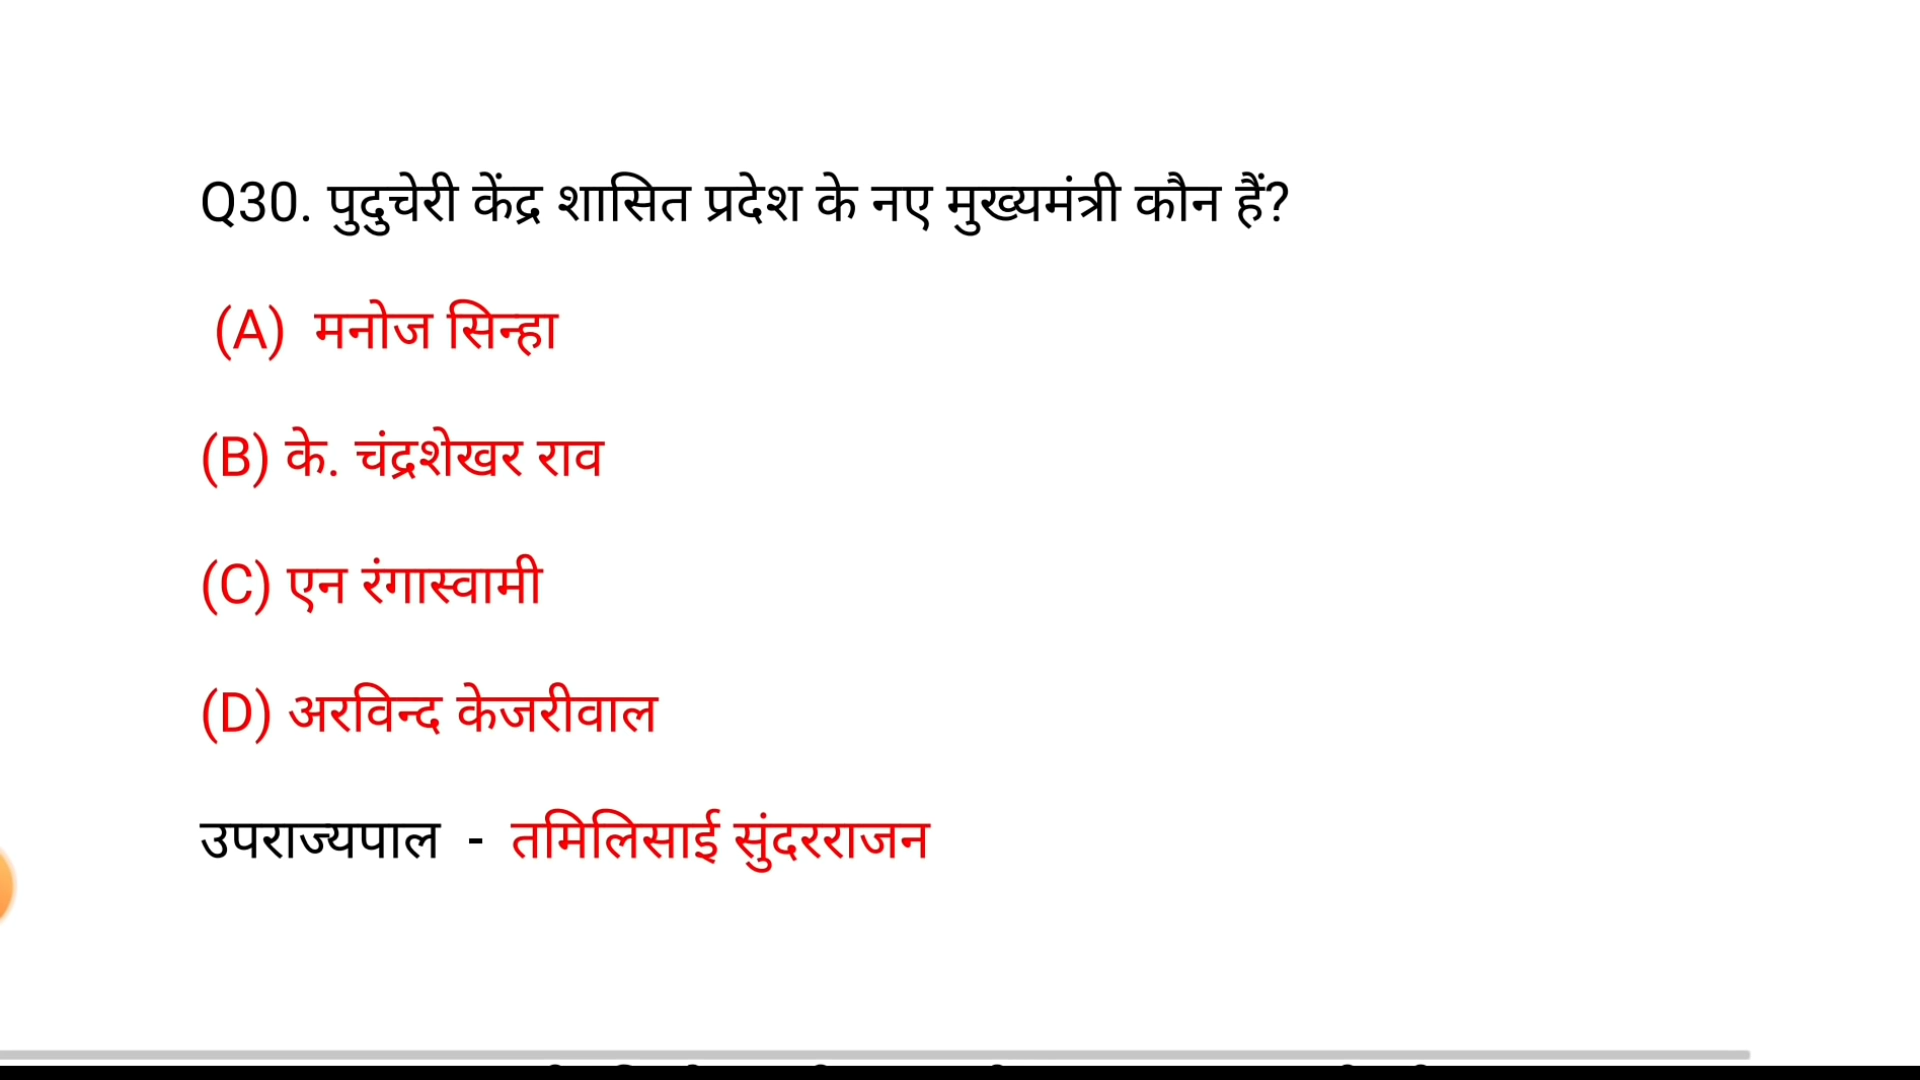 Q30. पुदुचेरी केंद्र शासित प्रदेश के नए मुख्यमंत्री कौन हैं?
(A) मनोज सिन्हा
(B) के. चंद्रशेखर राव
(C) एन रंगास्वामी
(D) अरविन्द केजरीवाल
उपराज्यपाल - तमिलिसाई सुंदरराजन